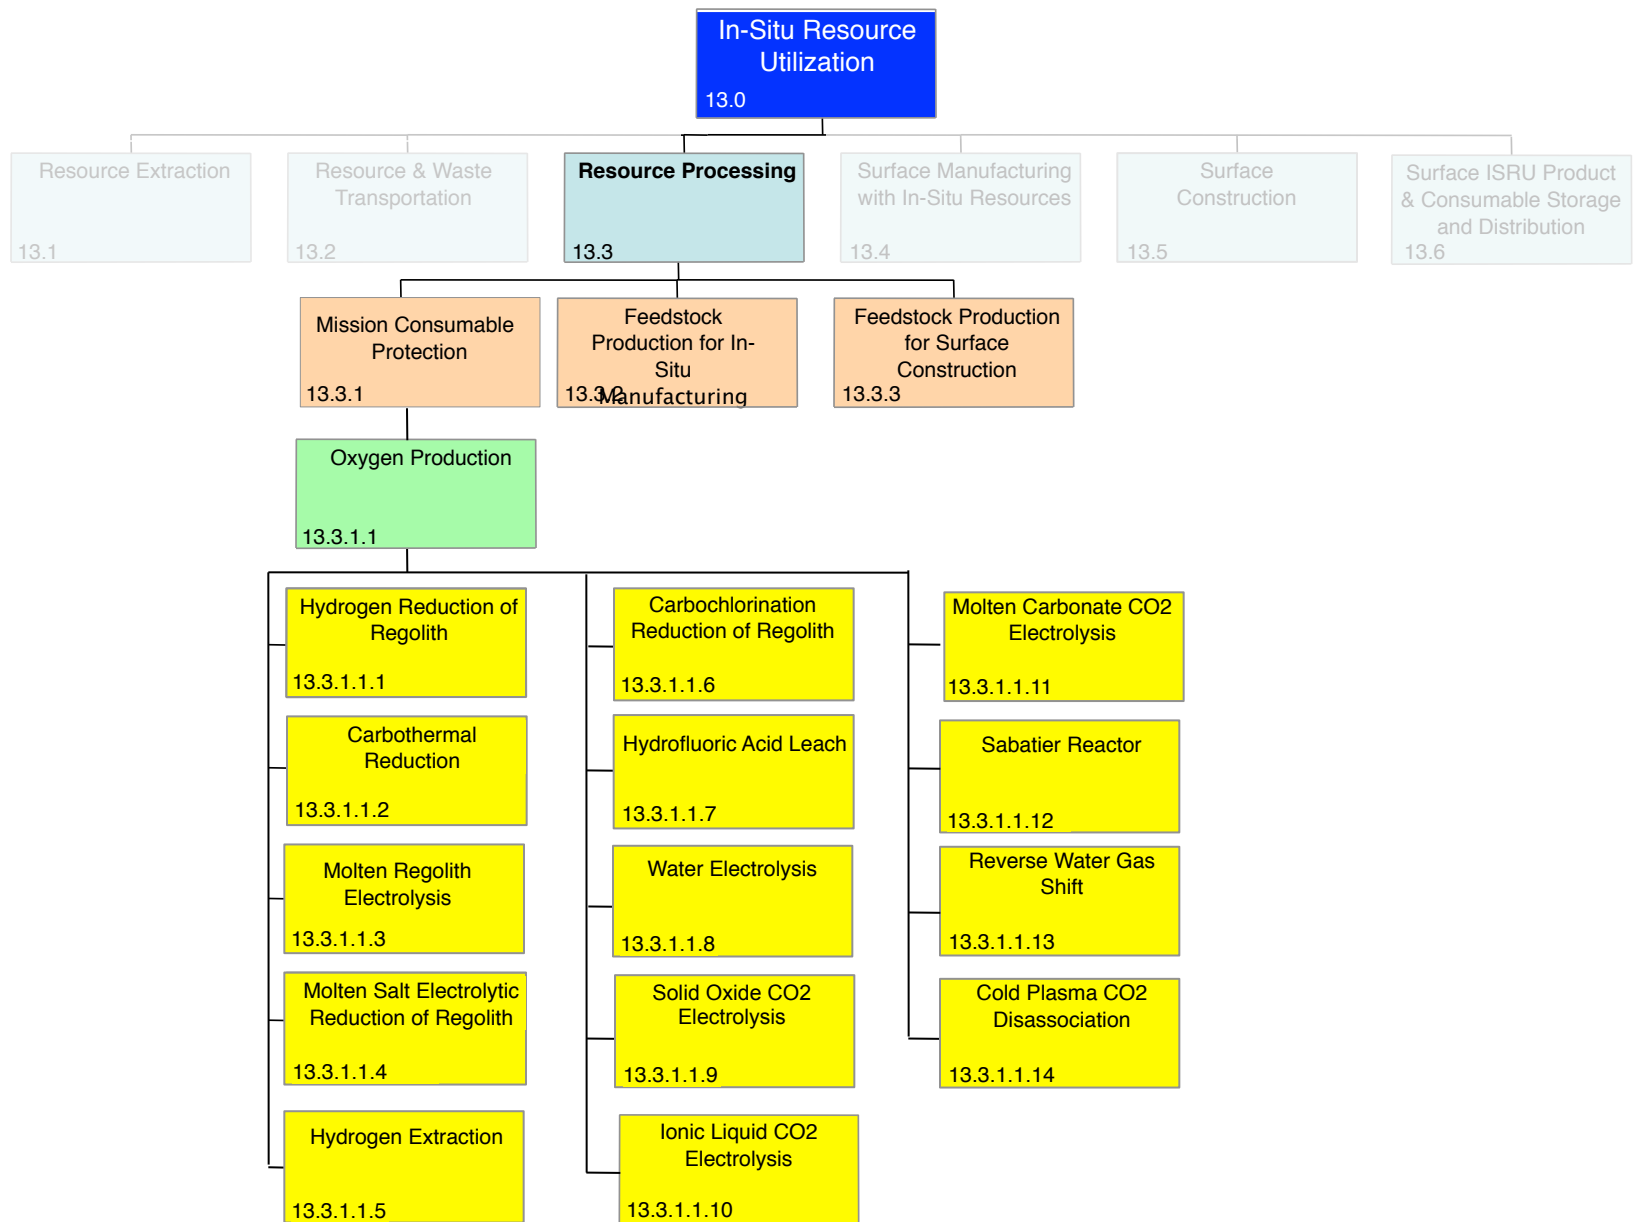 In-Situ Resource
Utilization
13.0
Resource Extraction
13.1
Resource & Waste
Transportation
13.2
Resource Processing
13.3
Surface Manufacturing
with In-Situ Resources
13.4
Surface
Construction
13.5
Surface ISRU Product
& Consumable Storage
and Distribution
13.6
Mission Consumable
Protection
13.3.1
Feedstock
Production for In-
Situ
Manufacturing
13.3.2
Feedstock Production
for Surface
Construction
13.3.3
Oxygen Production
13.3.1.1
Hydrogen Reduction of
Regolith
13.3.1.1.1
Carbothermal
Reduction
13.3.1.1.2
Molten Regolith
Electrolysis
13.3.1.1.3
Molten Salt Electrolytic
Reduction of Regolith
13.3.1.1.4
Hydrogen Extraction
13.3.1.1.5
Carbochlorination
Reduction of Regolith
13.3.1.1.6
Hydrofluoric Acid Leach
13.3.1.1.7
Water Electrolysis
13.3.1.1.8
Solid Oxide CO2
Electrolysis
13.3.1.1.9
Ionic Liquid CO2
Electrolysis
13.3.1.1.10
Molten Carbonate CO2
Electrolysis
13.3.1.1.11
Sabatier Reactor
13.3.1.1.12
Reverse Water Gas
Shift
13.3.1.1.13
Cold Plasma CO2
Disassociation
13.3.1.1.14